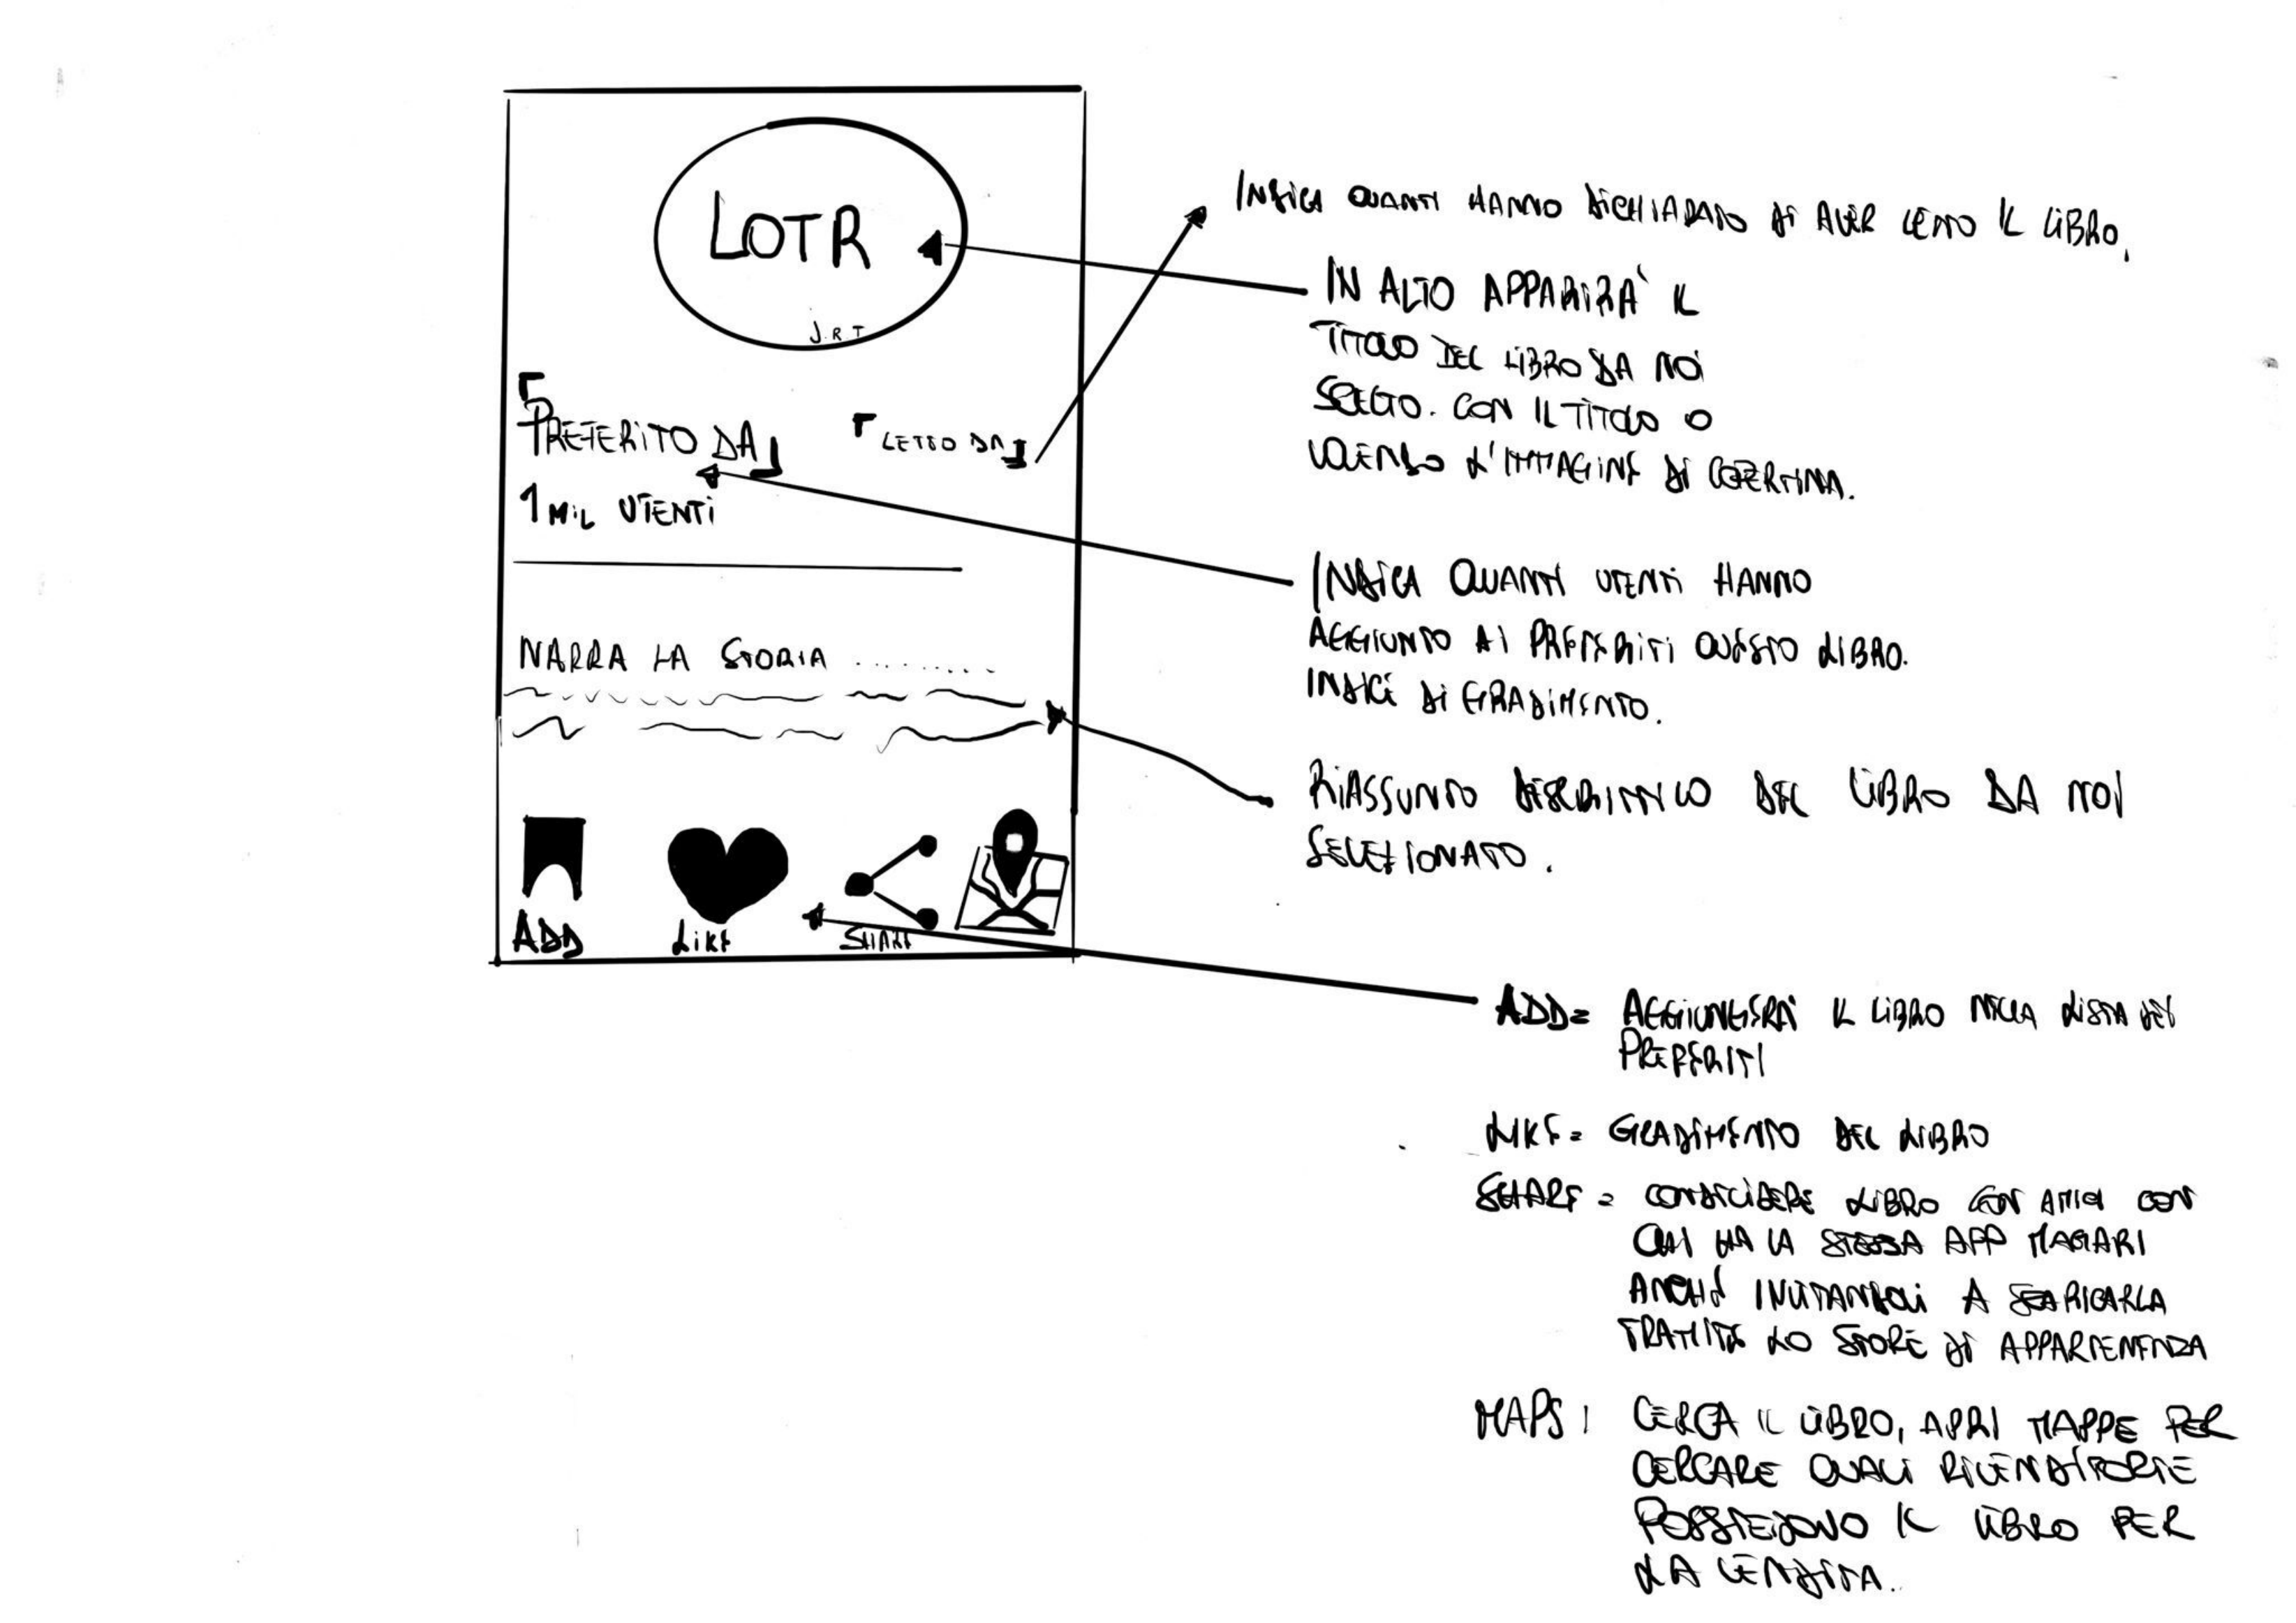 LOTR
J.R.T
PREFERITO DA
LETTO DA
1 MIL UTENTI
NARRA LA STORIA ........
ADD
LIKE
SHARE
INDICA QUANTI HANNO DICHIARATO DI AVER LETTO IL LIBRO.
IN ALTO APPARIRÀ IL
TITOLO DEL LIBRO DA NOI
SCELTO. CON IL TITOLO O
VOLENDO L'IMMAGINE DI COPERTINA.
INDICA QUANTI UTENTI HANNO
AGGIUNTO AI PREFERITI QUESTO LIBRO.
INDICE DI GRADIMENTO.
RIASSUNTO DESCRITTIVO DEL LIBRO DA NOI
SELEZIONATO.
ADD= AGGIUNGERÀ IL LIBRO NELLA LISTA DEI
PREFERITI
LIKE= GRADIMENTO DEL LIBRO
SHARE = CONDIVIDERE LIBRO CON AMICI CON
CHI HA LA STESSA APP MAGARI
ANCHE INVITANDOLI A SCARICARLA
TRAMITE LO STORE DI APPARTENENZA
MAPS: CERCA IL LIBRO, APRI MAPPE PER
CERCARE QUALI RIVENDITORIE
POSSIEDONO IL LIBRO PER
LA VENDITA.